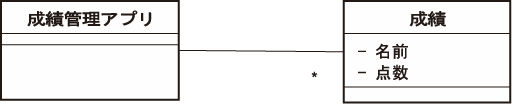 成績管理アプリ
成績
− 名前
− 点数
*